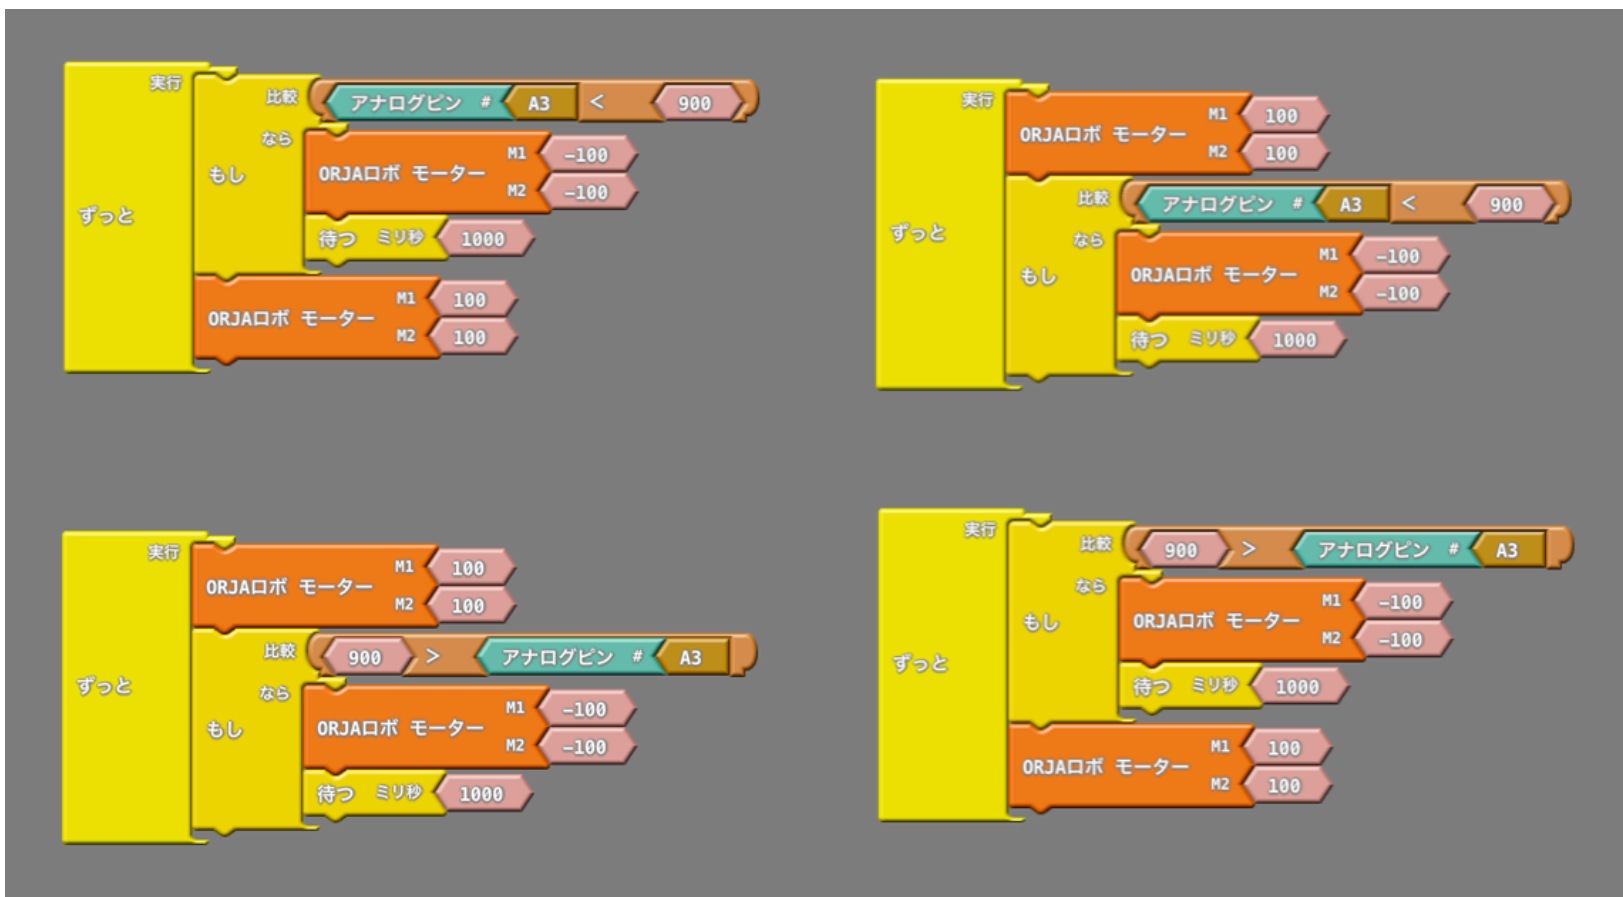 実行
比較 アナログピン # A3 < 900
なら
もし
ずっと
ORJAロボ モーター
M1 -100
M2 -100
待つ ミリ秒 1000
ORJAロボ モーター
M1 100
M2 100
実行
ORJAロボ モーター
M1 100
M2 100
比較 アナログピン # A3 < 900
なら
もし
ずっと
ORJAロボ モーター
M1 -100
M2 -100
待つ ミリ秒 1000
実行
ORJAロボ モーター
M1 100
M2 100
比較 900 > アナログピン # A3
なら
もし
ずっと
ORJAロボ モーター
M1 -100
M2 -100
待つ ミリ秒 1000
実行
比較 900 > アナログピン # A3
なら
もし
ずっと
ORJAロボ モーター
M1 -100
M2 -100
待つ ミリ秒 1000
ORJAロボ モーター
M1 100
M2 100